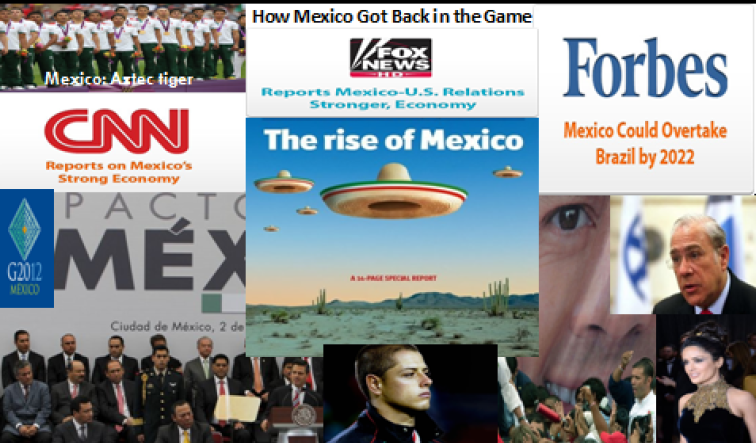 How Mexico Got Back in the Game
Mexico: Aztec tiger
FOX
NEWS
HD
Reports Mexico-U.S. Relations
Stronger, Economy
Forbes
Mexico Could Overtake
Brazil by 2022
CNN
Reports on Mexico's
Strong Economy
The rise of Mexico
A 14-PAGE SPECIAL REPORT
G2012
MÉXICO
PACTO
MÉX
Ciudad de México, 2 de